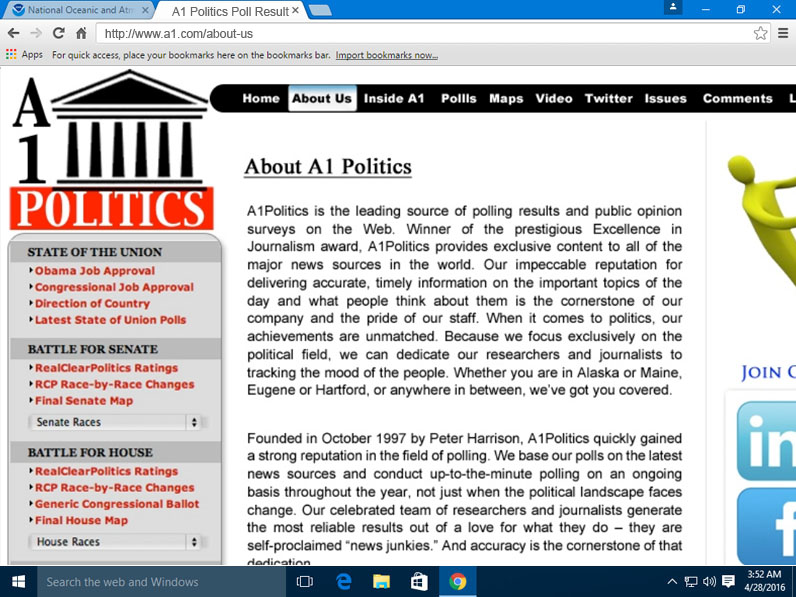 National Oceanic and Atm
A1 Politics Poll Result
http://www.a1.com/about-us
Apps For quick access, place your bookmarks here on the bookmarks bar. Import bookmarks now...
A
1
POLITICS
Home About Us Inside A1 Pollls Maps Video Twitter Issues Comments L
STATE OF THE UNION
Obama Job Approval
Congressional Job Approval
Direction of Country
Latest State of Union Polls
BATTLE FOR SENATE
RealClearPolitics Ratings
RCP Race-by-Race Changes
Final Senate Map
Senate Races
BATTLE FOR HOUSE
RealClearPolitics Ratings
RCP Race-by-Race Changes
Generic Congressional Ballot
Final House Map
House Races
About A1 Politics
A1Politics is the leading source of polling results and public opinion
surveys on the Web. Winner of the prestigious Excellence in
Journalism award, A1Politics provides exclusive content to all of the
major news sources in the world. Our impeccable reputation for
delivering accurate, timely information on the important topics of the
day and what people think about them is the cornerstone of our
company and the pride of our staff. When it comes to politics, our
achievements are unmatched. Because we focus exclusively on the
political field, we can dedicate our researchers and journalists to
tracking the mood of the people. Whether you are in Alaska or Maine,
Eugene or Hartford, or anywhere in between, we've got you covered.
Founded in October 1997 by Peter Harrison, A1Politics quickly gained
a strong reputation in the field of polling. We base our polls on the latest
news sources and conduct up-to-the-minute polling on an ongoing
basis throughout the year, not just when the political landscape faces
change. Our celebrated team of researchers and journalists generate
the most reliable results out of a love for what they do – they are
self-proclaimed “news junkies.” And accuracy is the cornerstone of that
dedication.
JOIN
in
f
Search the web and Windows
3:52 AM
4/28/2016